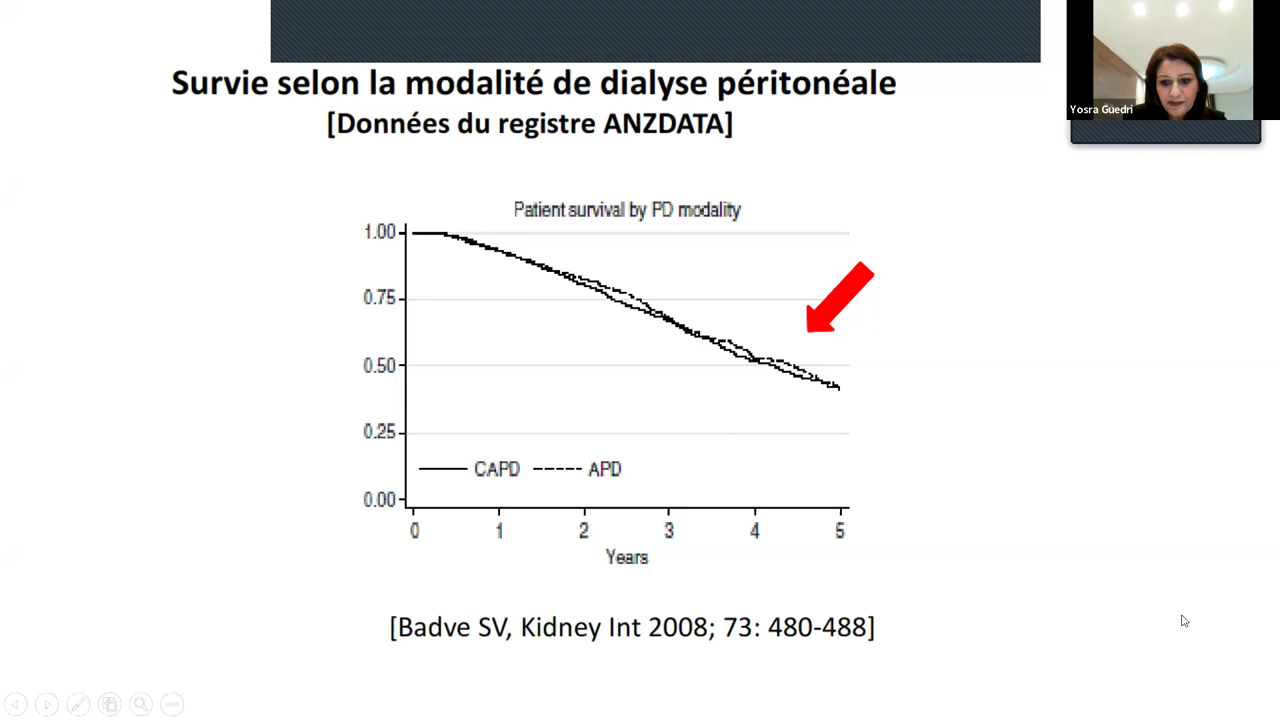 Survie selon la modalité de dialyse péritonéale
[Données du registre ANZDATA]
Yosra Guedri
Patient survival by PD modality
1.00
0.75
0.50
0.25
0.00
CAPD APD
0 1 2 3 4 5
Years
[Badve SV, Kidney Int 2008; 73: 480-488]